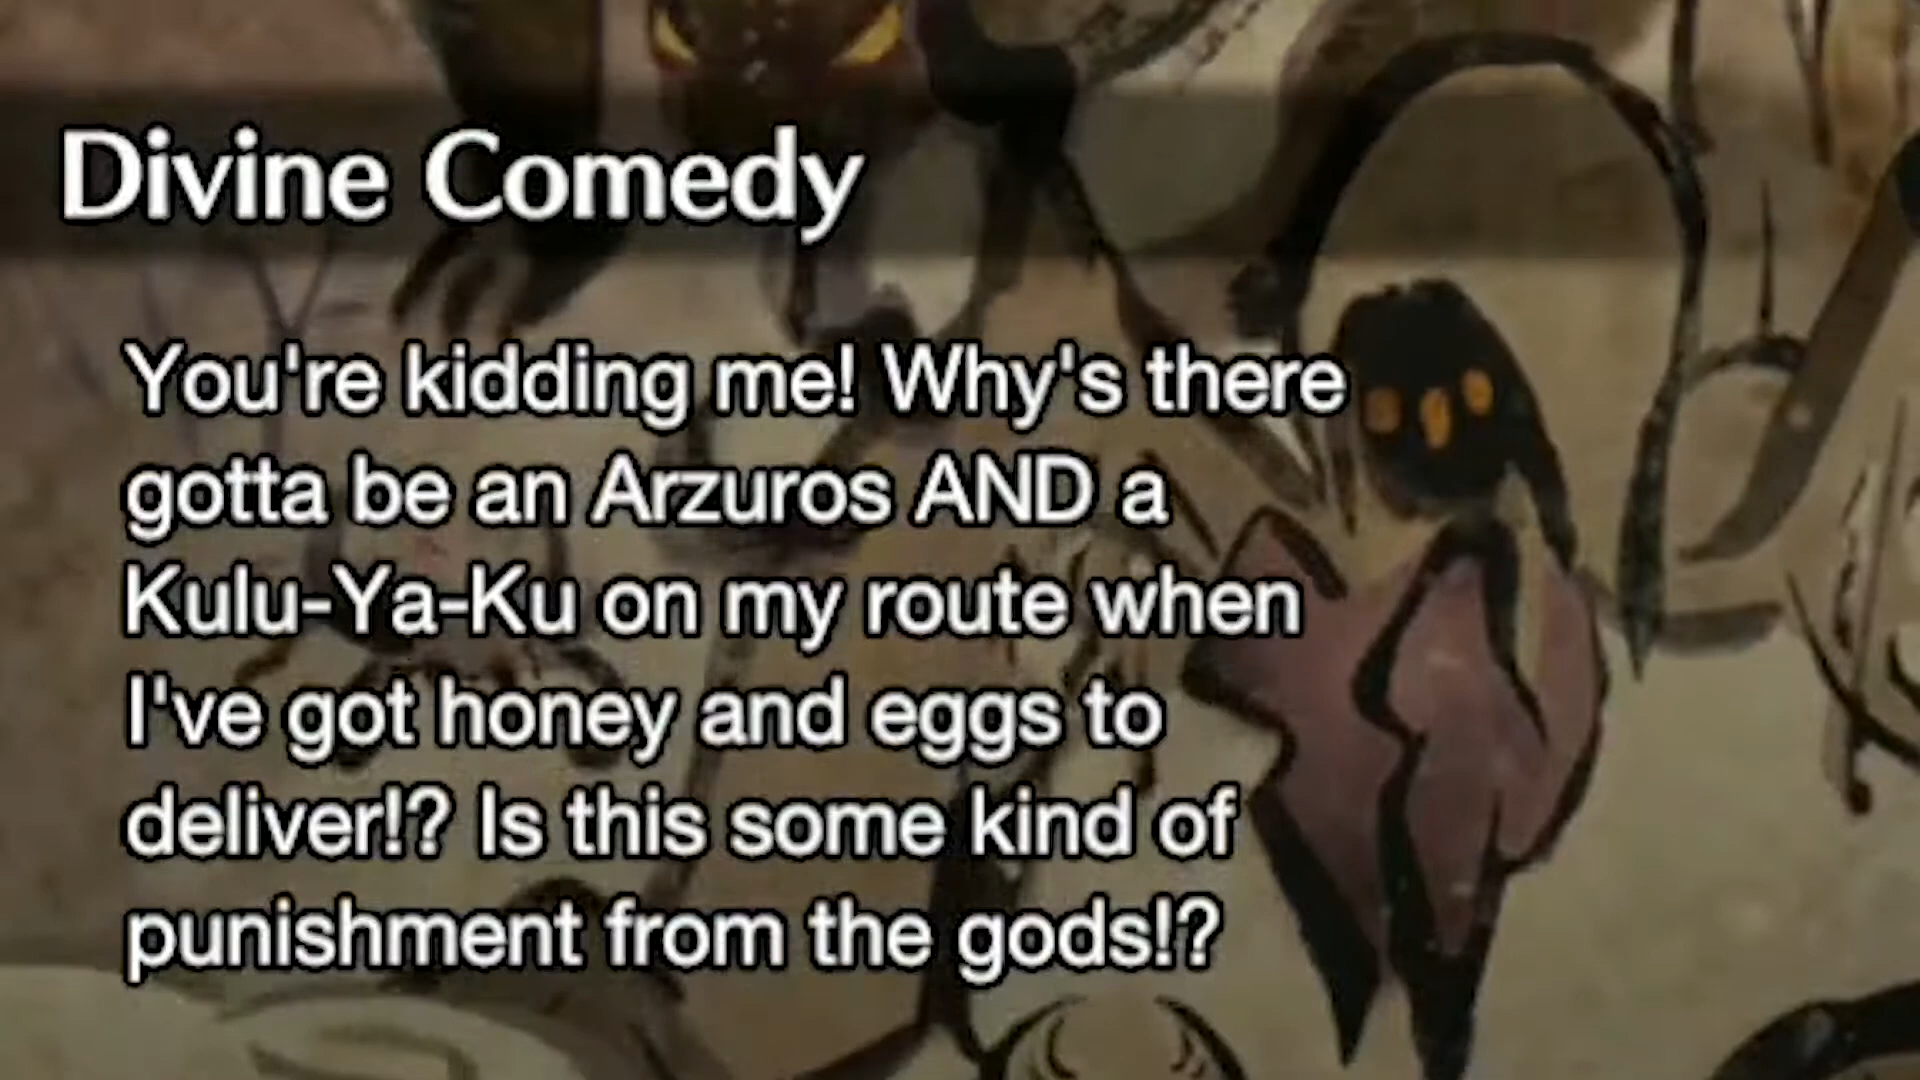 Divine Comedy
You're kidding me! Why's there
gotta be an Arzuros AND a
Kulu-Ya-Ku on my route when
I've got honey and eggs to
deliver!? Is this some kind of
punishment from the gods!?